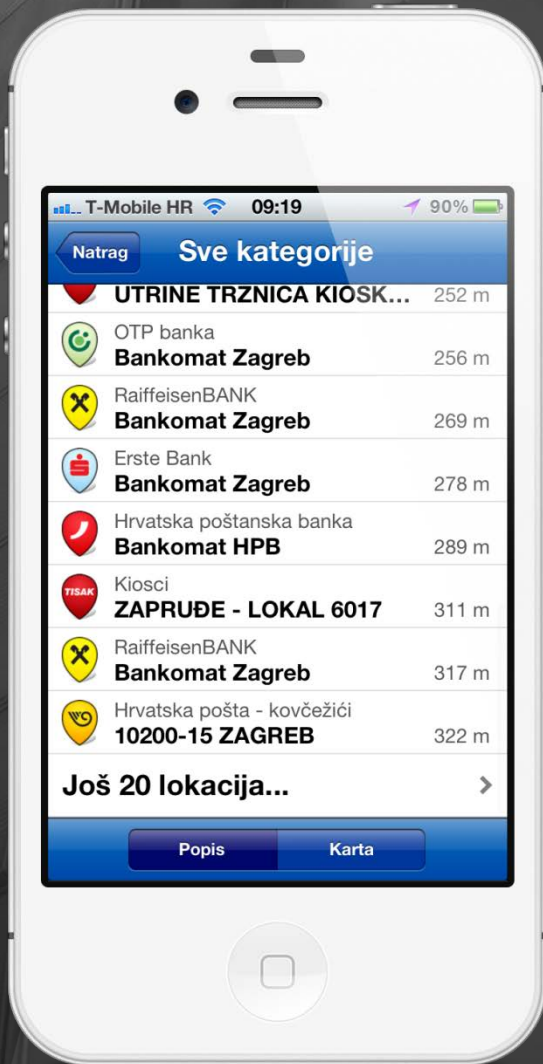 T-Mobile HR 09:19 90%
Natrag Sve kategorije
UTRINE TRZNICA KIOSK... 252 m
OTP banka
Bankomat Zagreb 256 m
RaiffeisenBANK
Bankomat Zagreb 269 m
Erste Bank
Bankomat Zagreb 278 m
Hrvatska poštanska banka
Bankomat HPB 289 m
TISAK
Kiosci
ZAPRUĐE - LOKAL 6017 311 m
RaiffeisenBANK
Bankomat Zagreb 317 m
Hrvatska pošta - kovčežići
10200-15 ZAGREB 322 m
Još 20 lokacija...
Popis Karta